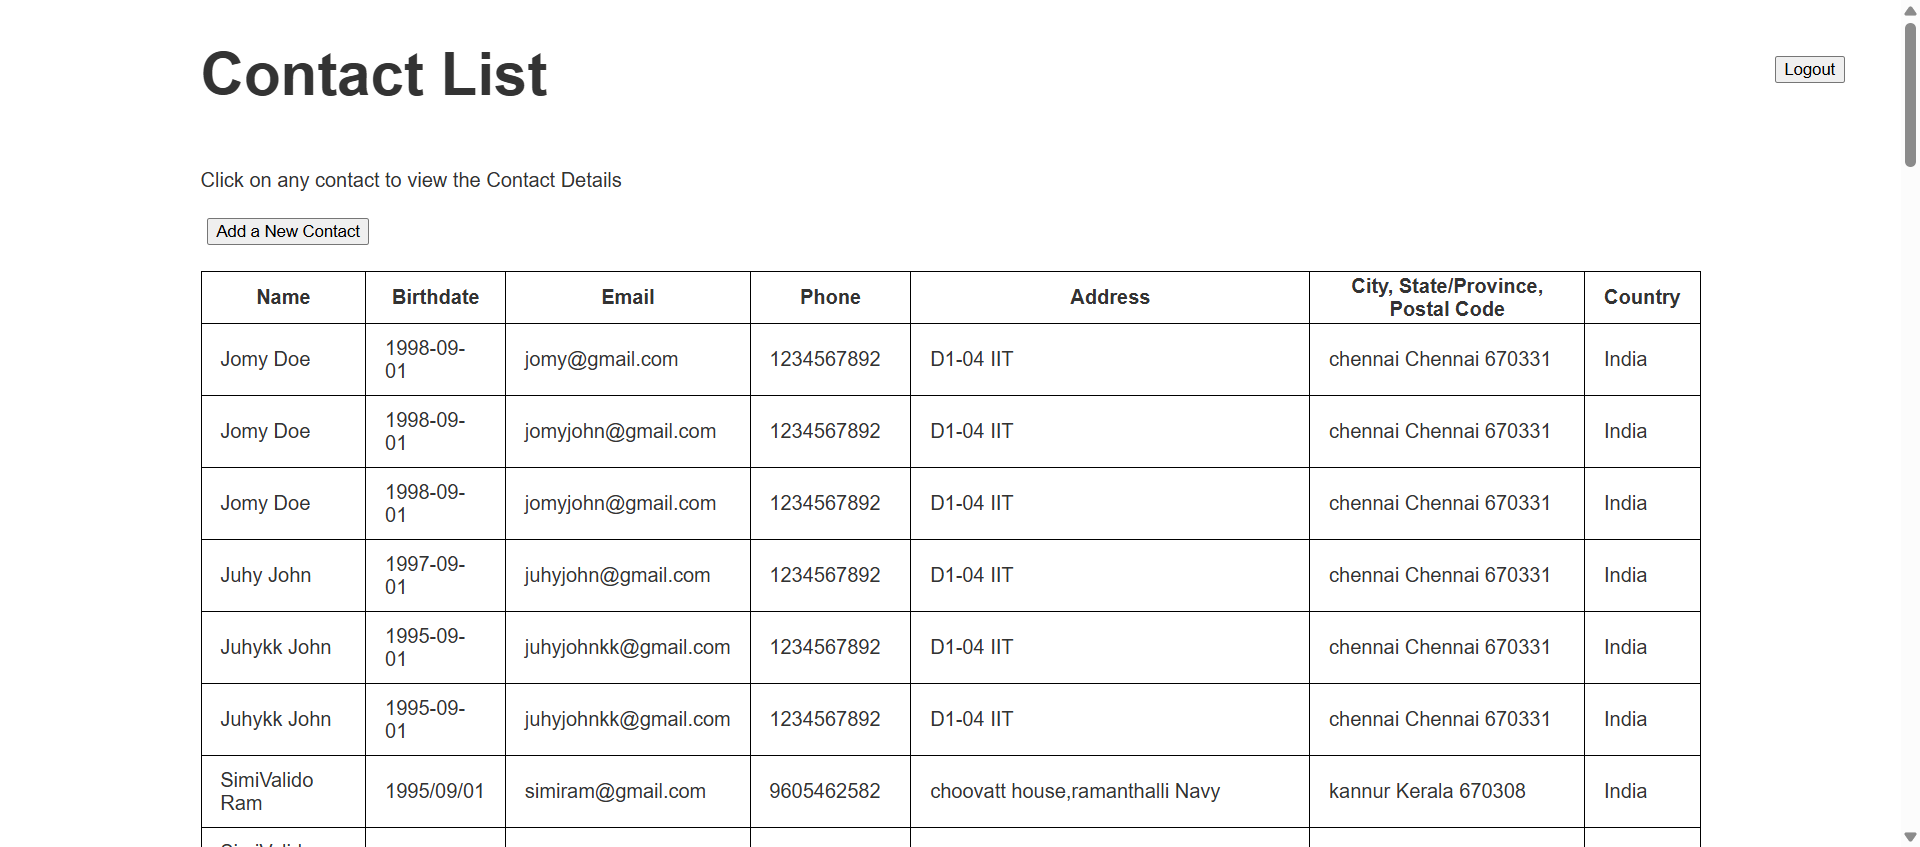 Contact List
Logout
Click on any contact to view the Contact Details
Add a New Contact
Name Birthdate Email Phone Address City, State/Province, Postal Code Country
Jomy Doe 1998-09-01 jomy@gmail.com 1234567892 D1-04 IIT chennai Chennai 670331 India
Jomy Doe 1998-09-01 jomyjohn@gmail.com 1234567892 D1-04 IIT chennai Chennai 670331 India
Jomy Doe 1998-09-01 jomyjohn@gmail.com 1234567892 D1-04 IIT chennai Chennai 670331 India
Juhy John 1997-09-01 juhyjohn@gmail.com 1234567892 D1-04 IIT chennai Chennai 670331 India
Juhykk John 1995-09-01 juhyjohnkk@gmail.com 1234567892 D1-04 IIT chennai Chennai 670331 India
Juhykk John 1995-09-01 juhyjohnkk@gmail.com 1234567892 D1-04 IIT chennai Chennai 670331 India
SimiValido Ram 1995/09/01 simiram@gmail.com 9605462582 choovatt house,ramanthalli Navy kannur Kerala 670308 India